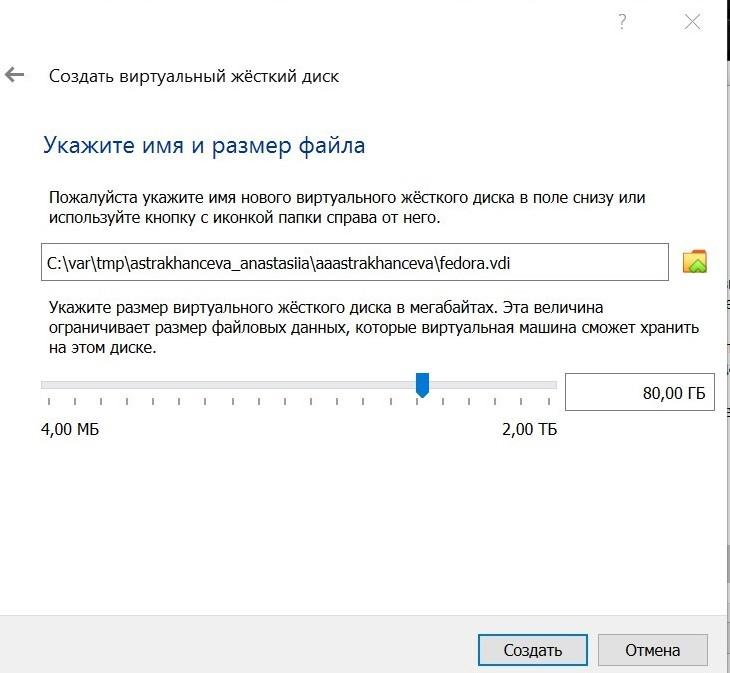 ?
Создать виртуальный жёсткий диск
Укажите имя и размер файла
Пожалуйста укажите имя нового виртуального жёсткого диска в поле снизу или
используйте кнопку с иконкой папки справа от него.
C:\var\tmp\astrakhanceva_anastasiia\aaastrakhanceva\fedora.vdi
Укажите размер виртуального жёсткого диска в мегабайтах. Эта величина
ограничивает размер файловых данных, которые виртуальная машина сможет хранить
на этом диске.
80,00 ГБ
4,00 МБ 2,00 ТБ
Создать Отмена